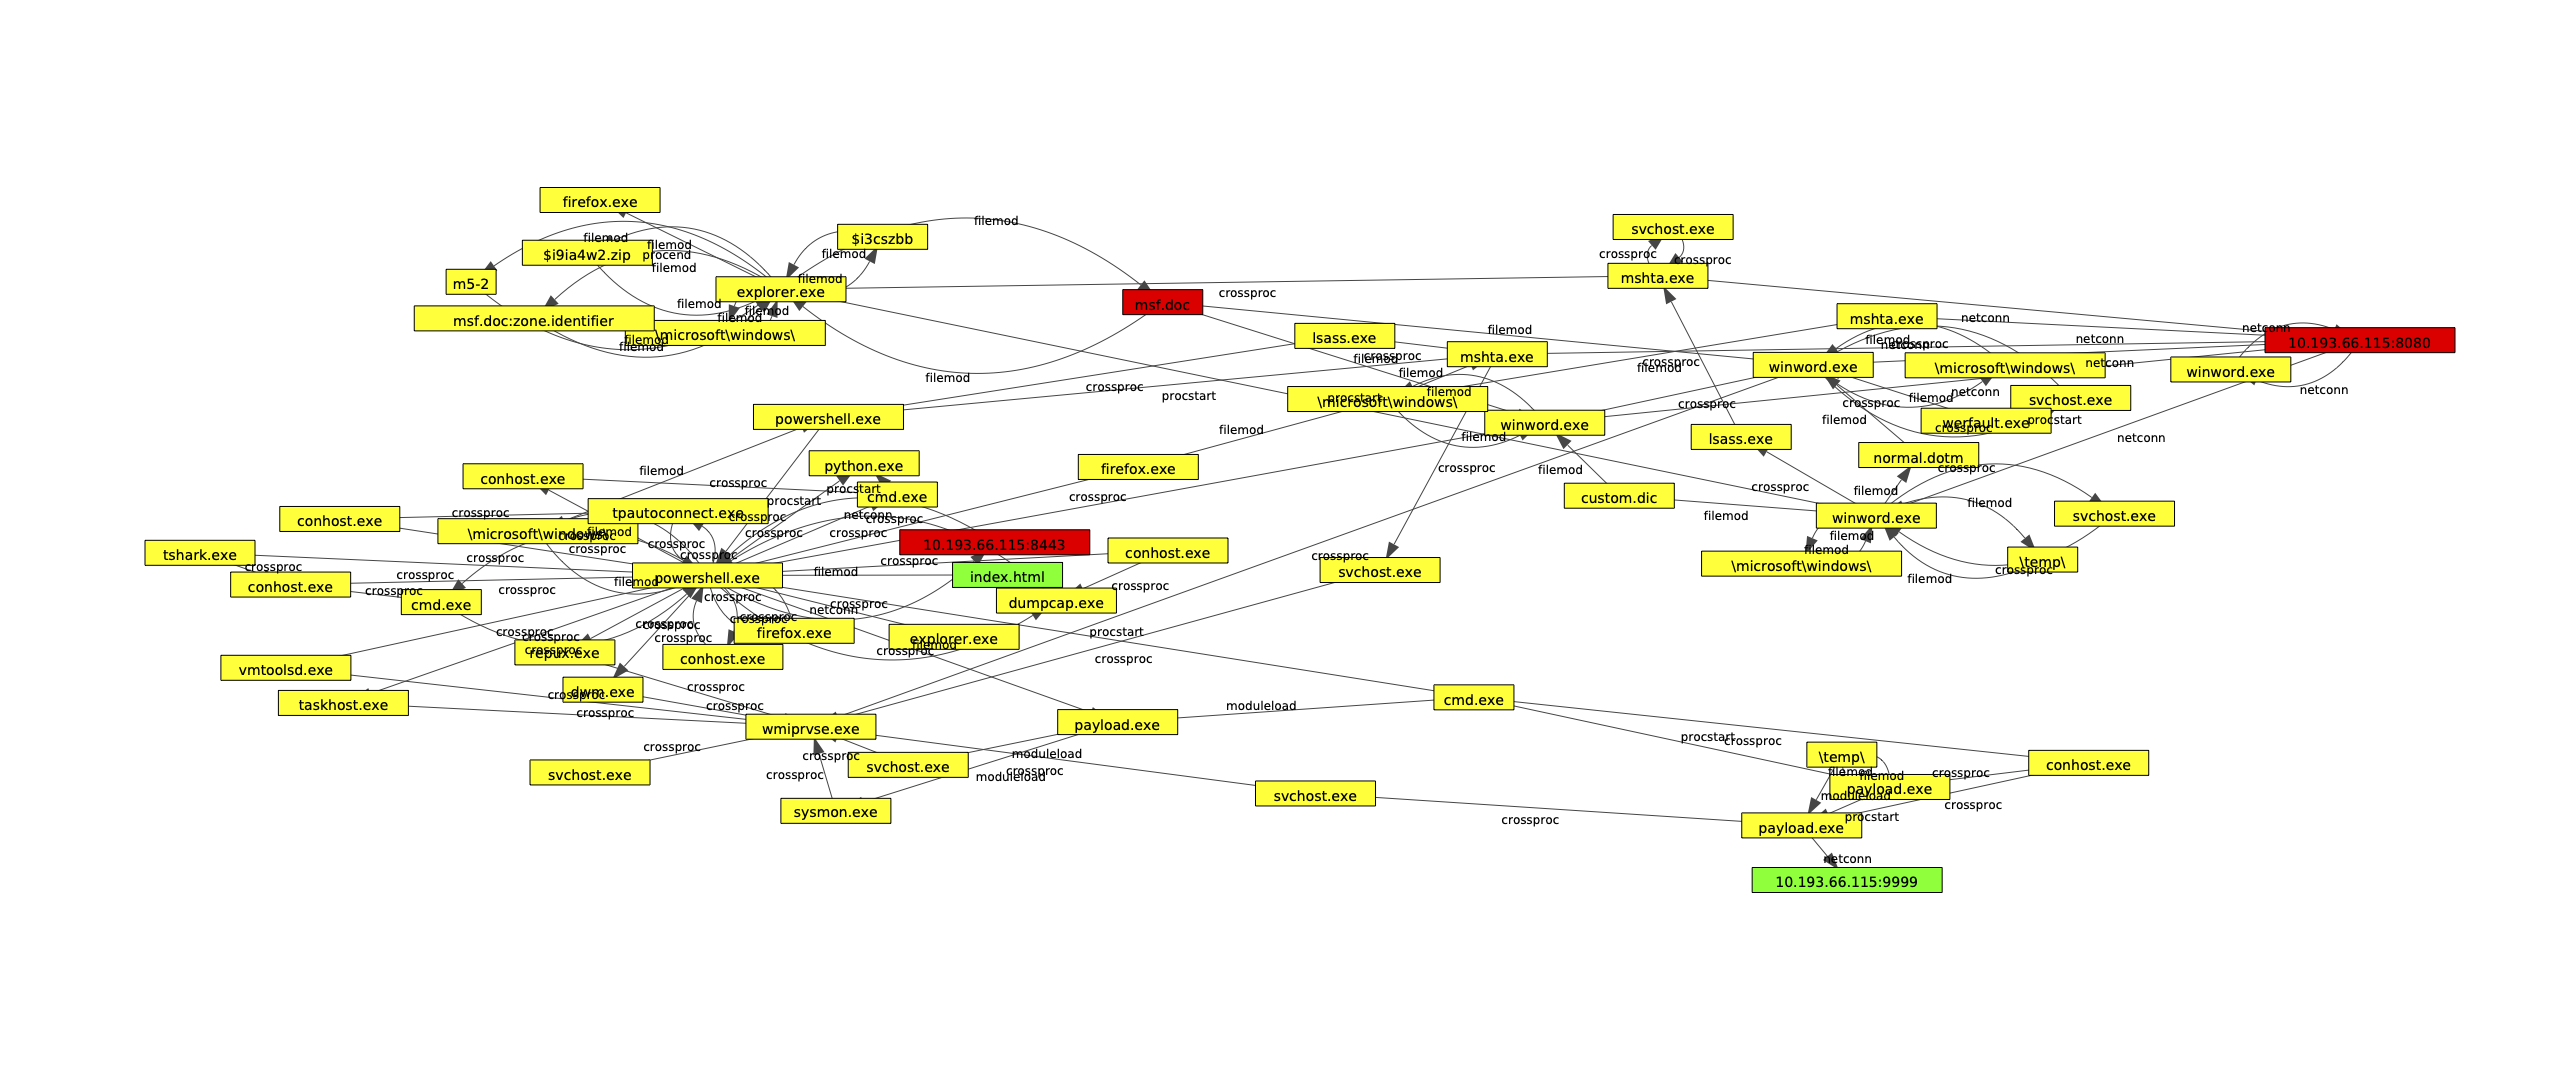 firefox.exe
$i3cszbb
filemod
svchost.exe
filemod
filemod
$i9ia4w2.zip
procend
filemod
filemod
crossproc
crossproc
m5-2
explorer.exe
filemod
mshta.exe
crossproc
msf.doc
filemod
filemod
filemod
msf.doc:zone.identifier
\microsoft\windows\
filemod
filemod
mshta.exe
netconn
netconn
10.193.66.115:8080
lsass.exe
filemod
filemod
crossproc
netconn
netconn
mshta.exe
filemod
crossproc
crossproc
filemod
winword.exe
\microsoft\windows\
netconn
winword.exe
filemod
filemod
crossproc
procstart
procstart
filemod
\microsoft\windows\
netconn
filemod
svchost.exe
netconn
crossproc
crossproc
powershell.exe
winword.exe
filemod
werfault.exe
procstart
crossproc
filemod
filemod
lsass.exe
netconn
normal.dotm
python.exe
firefox.exe
crossproc
filemod
crossproc
filemod
conhost.exe
crossproc
procstart
cmd.exe
crossproc
custom.dic
crossproc
filemod
filemod
procstart
conhost.exe
crossproc
tpautoconnect.exe
crossproc
netconn
crossproc
filemod
winword.exe
svchost.exe
\microsoft\windows\
filemod
crossproc
crossproc
crossproc
crossproc
10.193.66.115:8443
filemod
filemod
tshark.exe
crossproc
crossproc
crossproc
conhost.exe
crossproc
crossproc
\microsoft\windows\
\temp\
crossproc
crossproc
crossproc
powershell.exe
filemod
index.html
svchost.exe
crossproc
filemod
conhost.exe
filemod
crossproc
crossproc
crossproc
cmd.exe
crossproc
crossproc
netconn
dumpcap.exe
crossproc
crossproc
crossproc
crossproc
crossproc
firefox.exe
procstart
crossproc
crossproc
explorer.exe
filemod
crossproc
repux.exe
crossproc
conhost.exe
crossproc
vmtoolsd.exe
crossproc
crossproc
dwm.exe
taskhost.exe
crossproc
crossproc
cmd.exe
moduleload
wmiprvse.exe
payload.exe
procstart
crossproc
crossproc
crossproc
moduleload
\temp\
svchost.exe
crossproc
svchost.exe
moduleload
crossproc
filemod
filemod
crossproc
conhost.exe
payload.exe
moduleload
svchost.exe
crossproc
sysmon.exe
crossproc
payload.exe
procstart
netconn
10.193.66.115:9999